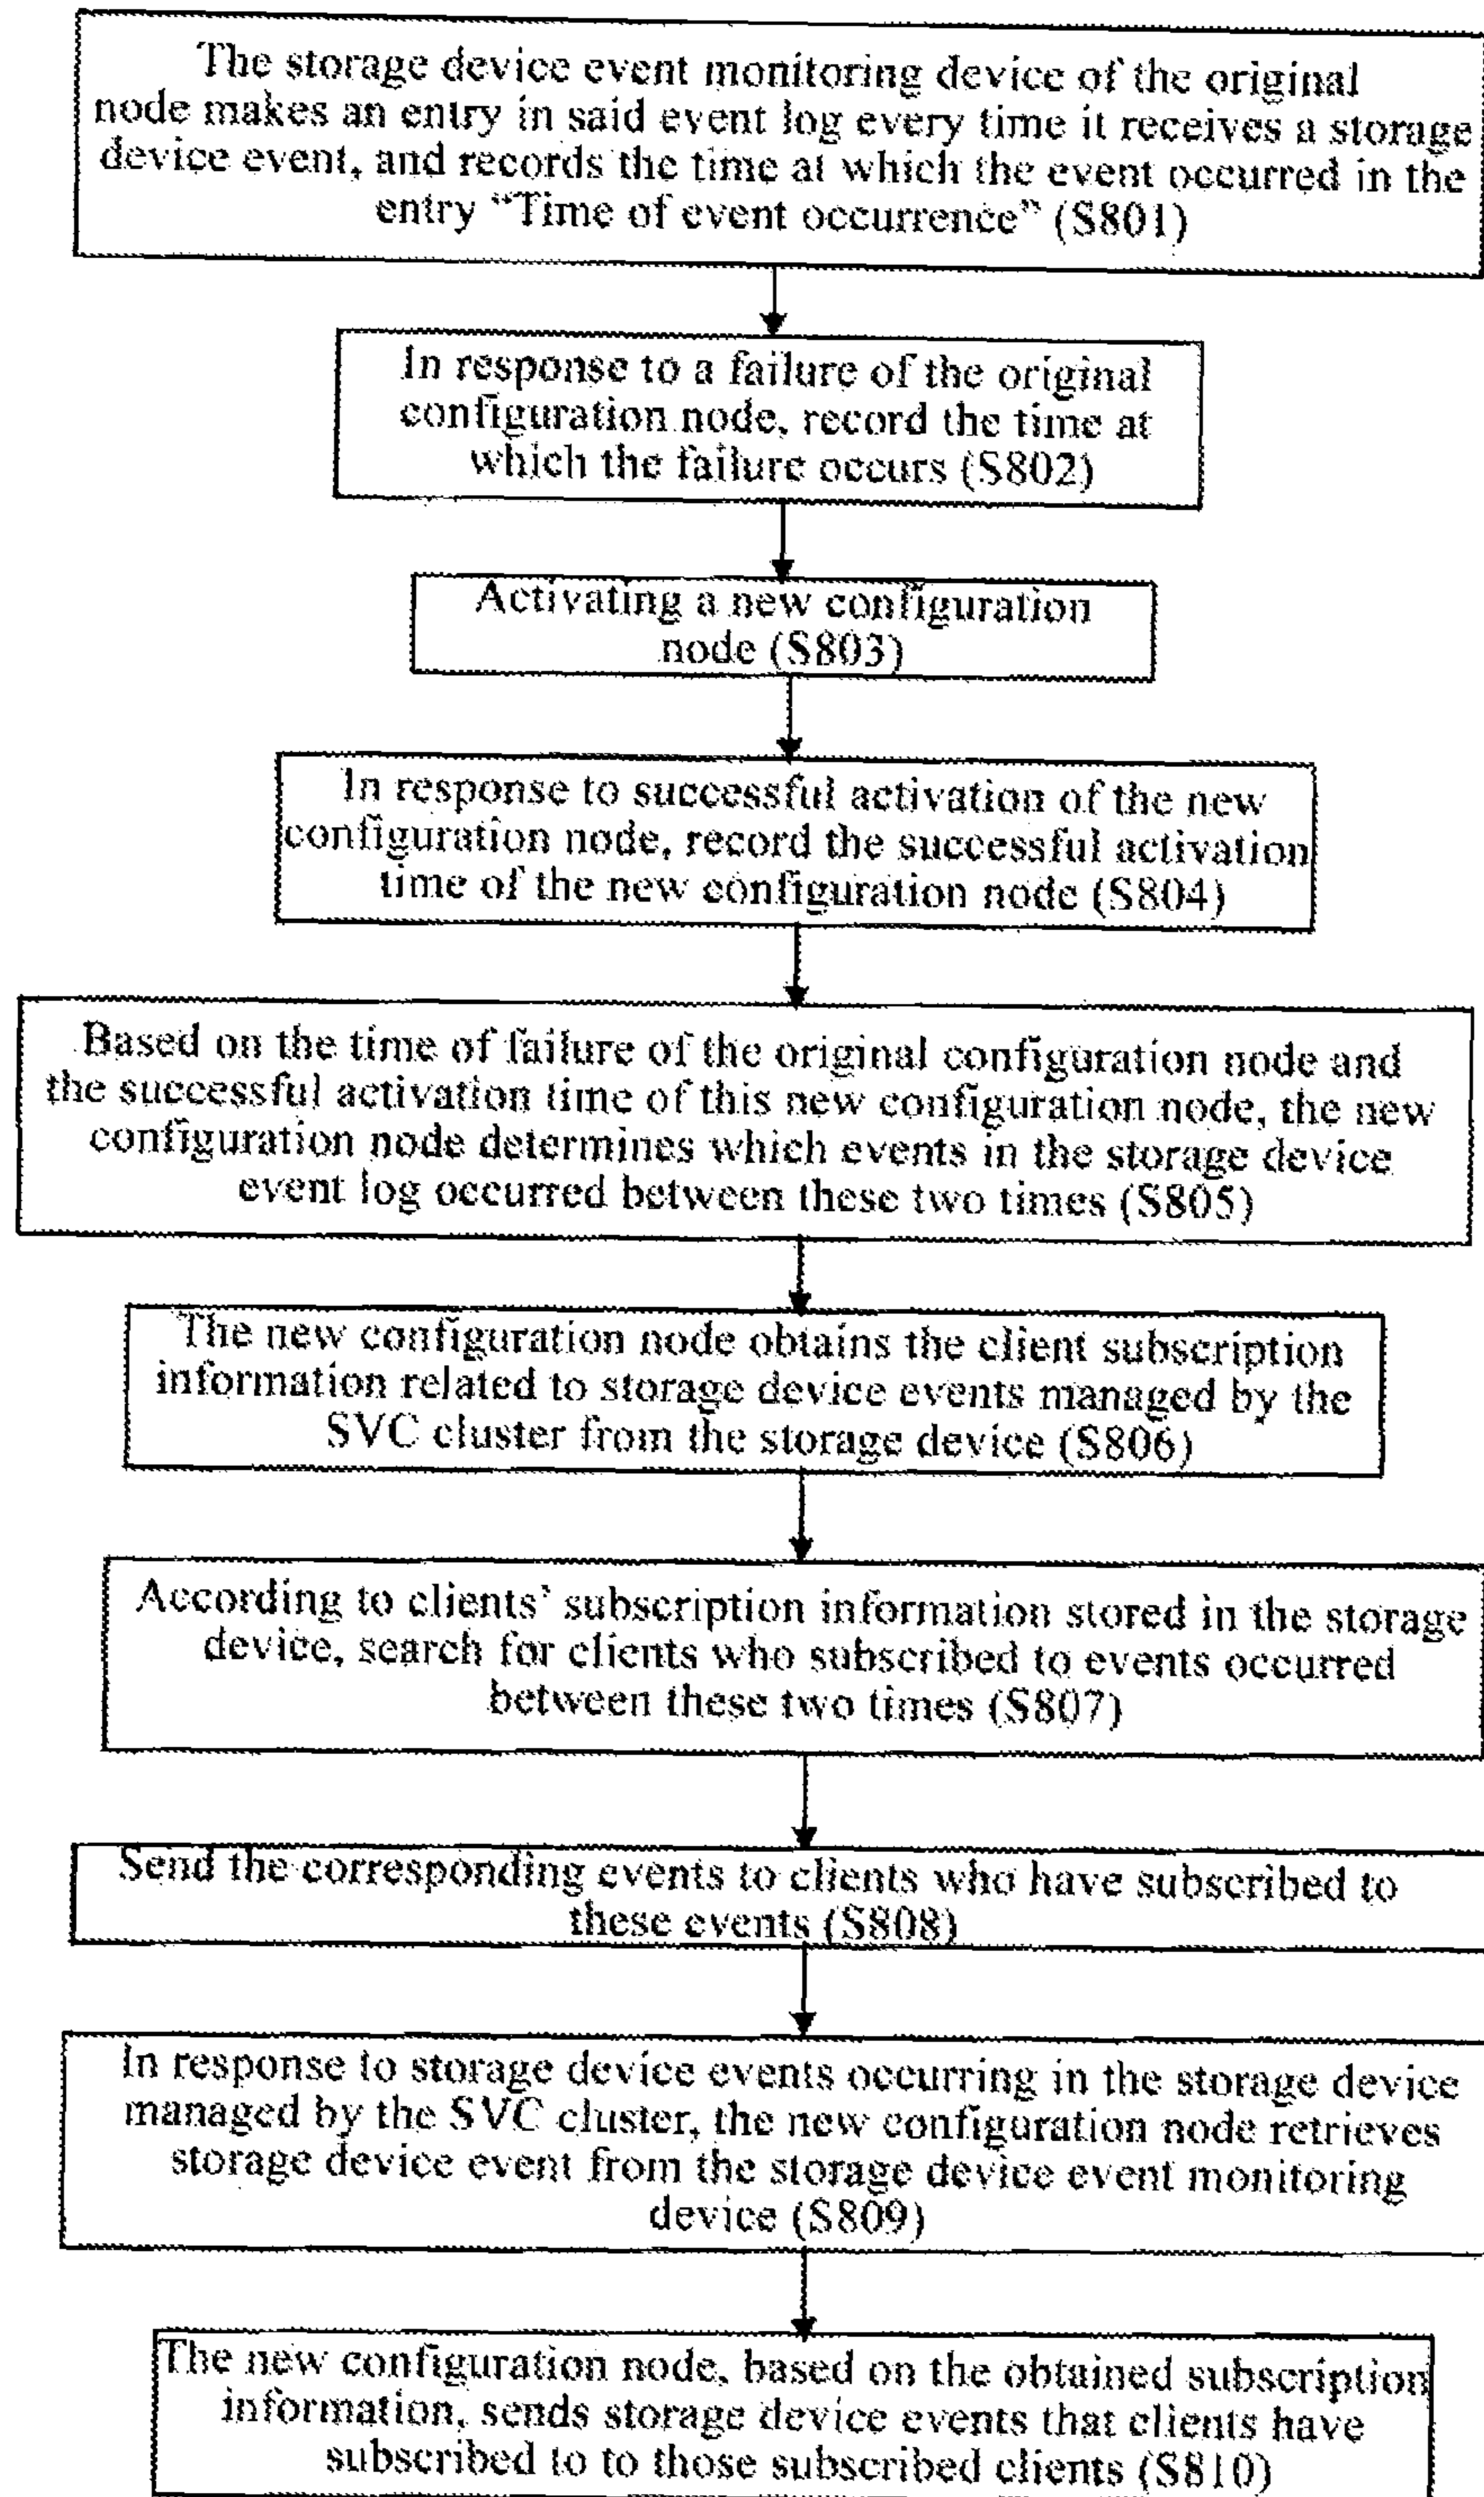 The storage device event monitoring device of the original
node makes an entry in said event log every time it receives a storage
device event, and records the time at which the event occurred in the
entry “Time of event occurrence” (S801)
In response to a failure of the original
configuration node, record the time at
which the failure occurs (S802)
Activating a new configuration
node (S803)
In response to successful activation of the new
configuration node, record the successful activation
time of the new configuration node (S804)
Based on the time of failure of the original configuration node and
the successful activation time of this new configuration node, the new
configuration node determines which events in the storage device
event log occurred between these two times (S805)
The new configuration node obtains the client subscription
information related to storage device events managed by the
SVC cluster from the storage device (S806)
According to clients’ subscription information stored in the storage
device, search for clients who subscribed to events occurred
between these two times (S807)
Send the corresponding events to clients who have subscribed to
these events (S808)
In response to storage device events occurring in the storage device
managed by the SVC cluster, the new configuration node retrieves
storage device event from the storage device event monitoring
device (S809)
The new configuration node, based on the obtained subscription
information, sends storage device events that clients have
subscribed to to those subscribed clients (S810)